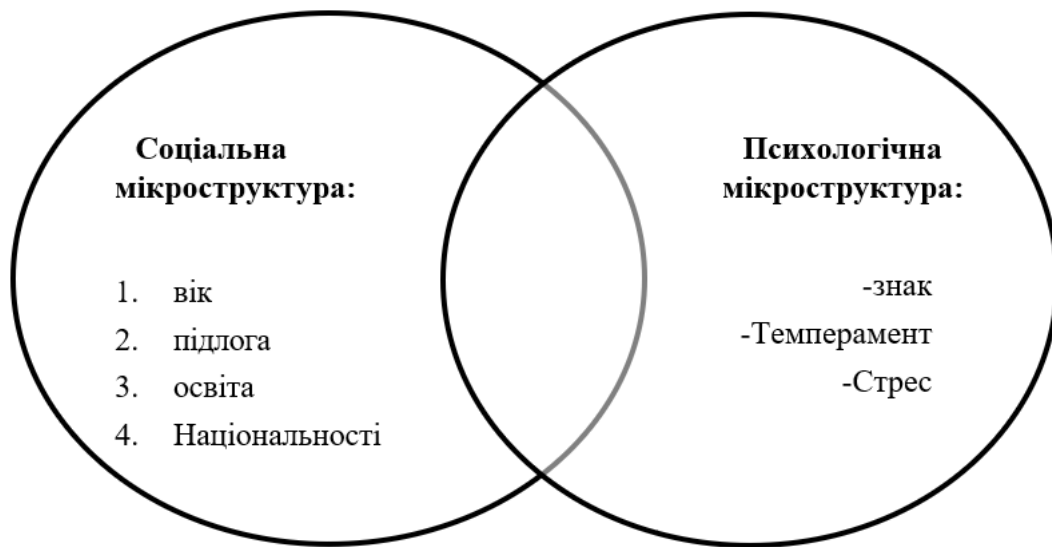 Соціальна
мікроструктура:
1. вік
2. підлога
3. освіта
4. Національності
Психологічна
мікроструктура:
-знак
-Темперамент
-Стрес